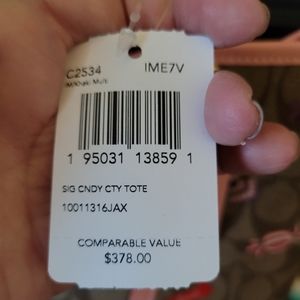 C2534 IME7V
1 95031 13859 1
SIG CNDY CTY TOTE
10011316JAX
COMPARABLE VALUE
$378.00